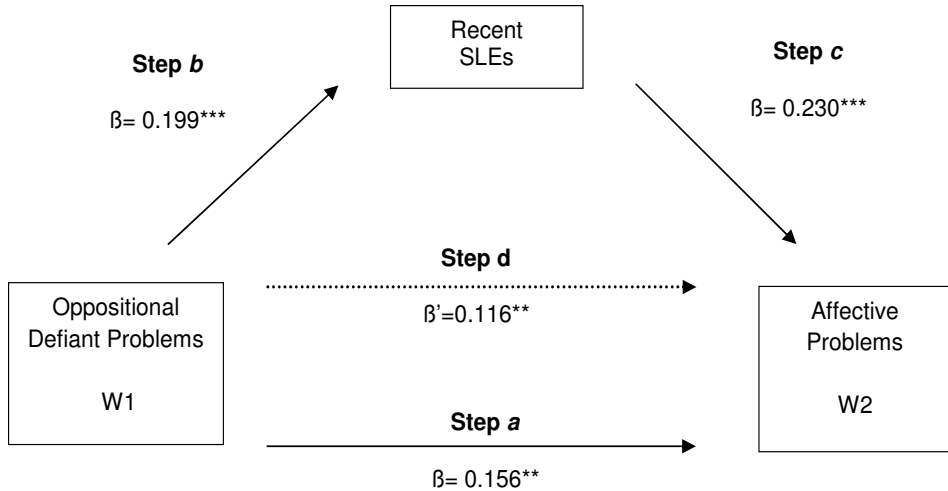 Recent
SLEs
Step b
ß= 0.199***
Step c
ß= 0.230***
Step d
ß’=0.116**
Oppositional
Defiant Problems
W1
Affective
Problems
W2
Step a
ß= 0.156**